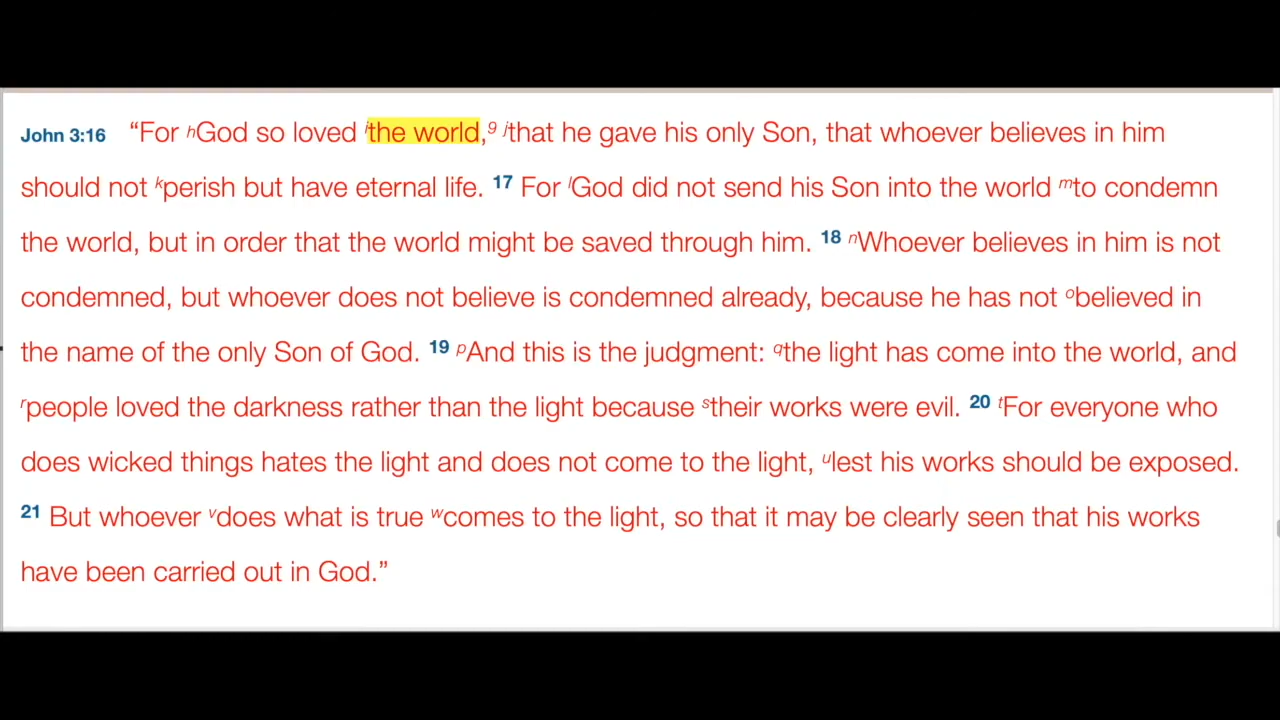 John 3:16 “For hGod so loved ithe world,g jthat he gave his only Son, that whoever believes in him
should not kperish but have eternal life. 17 For lGod did not send his Son into the world mto condemn
the world, but in order that the world might be saved through him. 18 nWhoever believes in him is not
condemned, but whoever does not believe is condemned already, because he has not obelieved in
the name of the only Son of God. 19 pAnd this is the judgment: qthe light has come into the world, and
rpeople loved the darkness rather than the light because stheir works were evil. 20 tFor everyone who
does wicked things hates the light and does not come to the light, ulest his works should be exposed.
21 But whoever vdoes what is true wcomes to the light, so that it may be clearly seen that his works
have been carried out in God.”